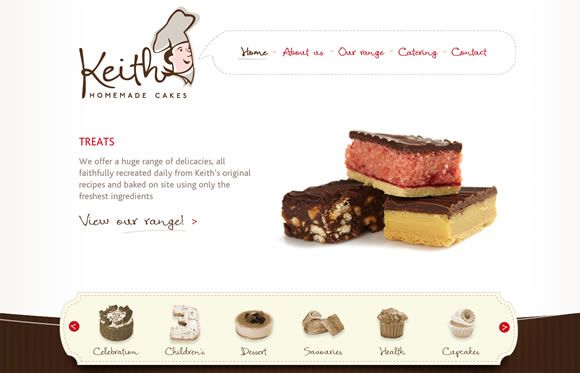 Keith
HOMEMADE CAKES
Home
About us
Our range
Catering
Contact
TREATS
We offer a huge range of delicacies, all
faithfully recreated daily from Keith's original
recipes and baked on site using only the
freshest ingredients
View our range! >
< >
Celebration
Children's
Dessert
Savouries
Health
Cupcakes